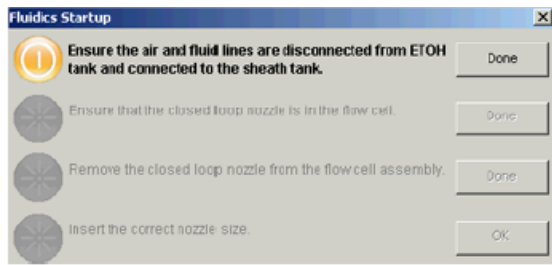 Fluidics Startup
Ensure the air and fluid lines are disconnected from ETOH
tank and connected to the sheath tank.
Done
Ensure that the closed loop nozzle is in the flow cell.
Done
Remove the closed loop nozzle from the flow cell assembly.
Done
Insert the correct nozzle size.
OK